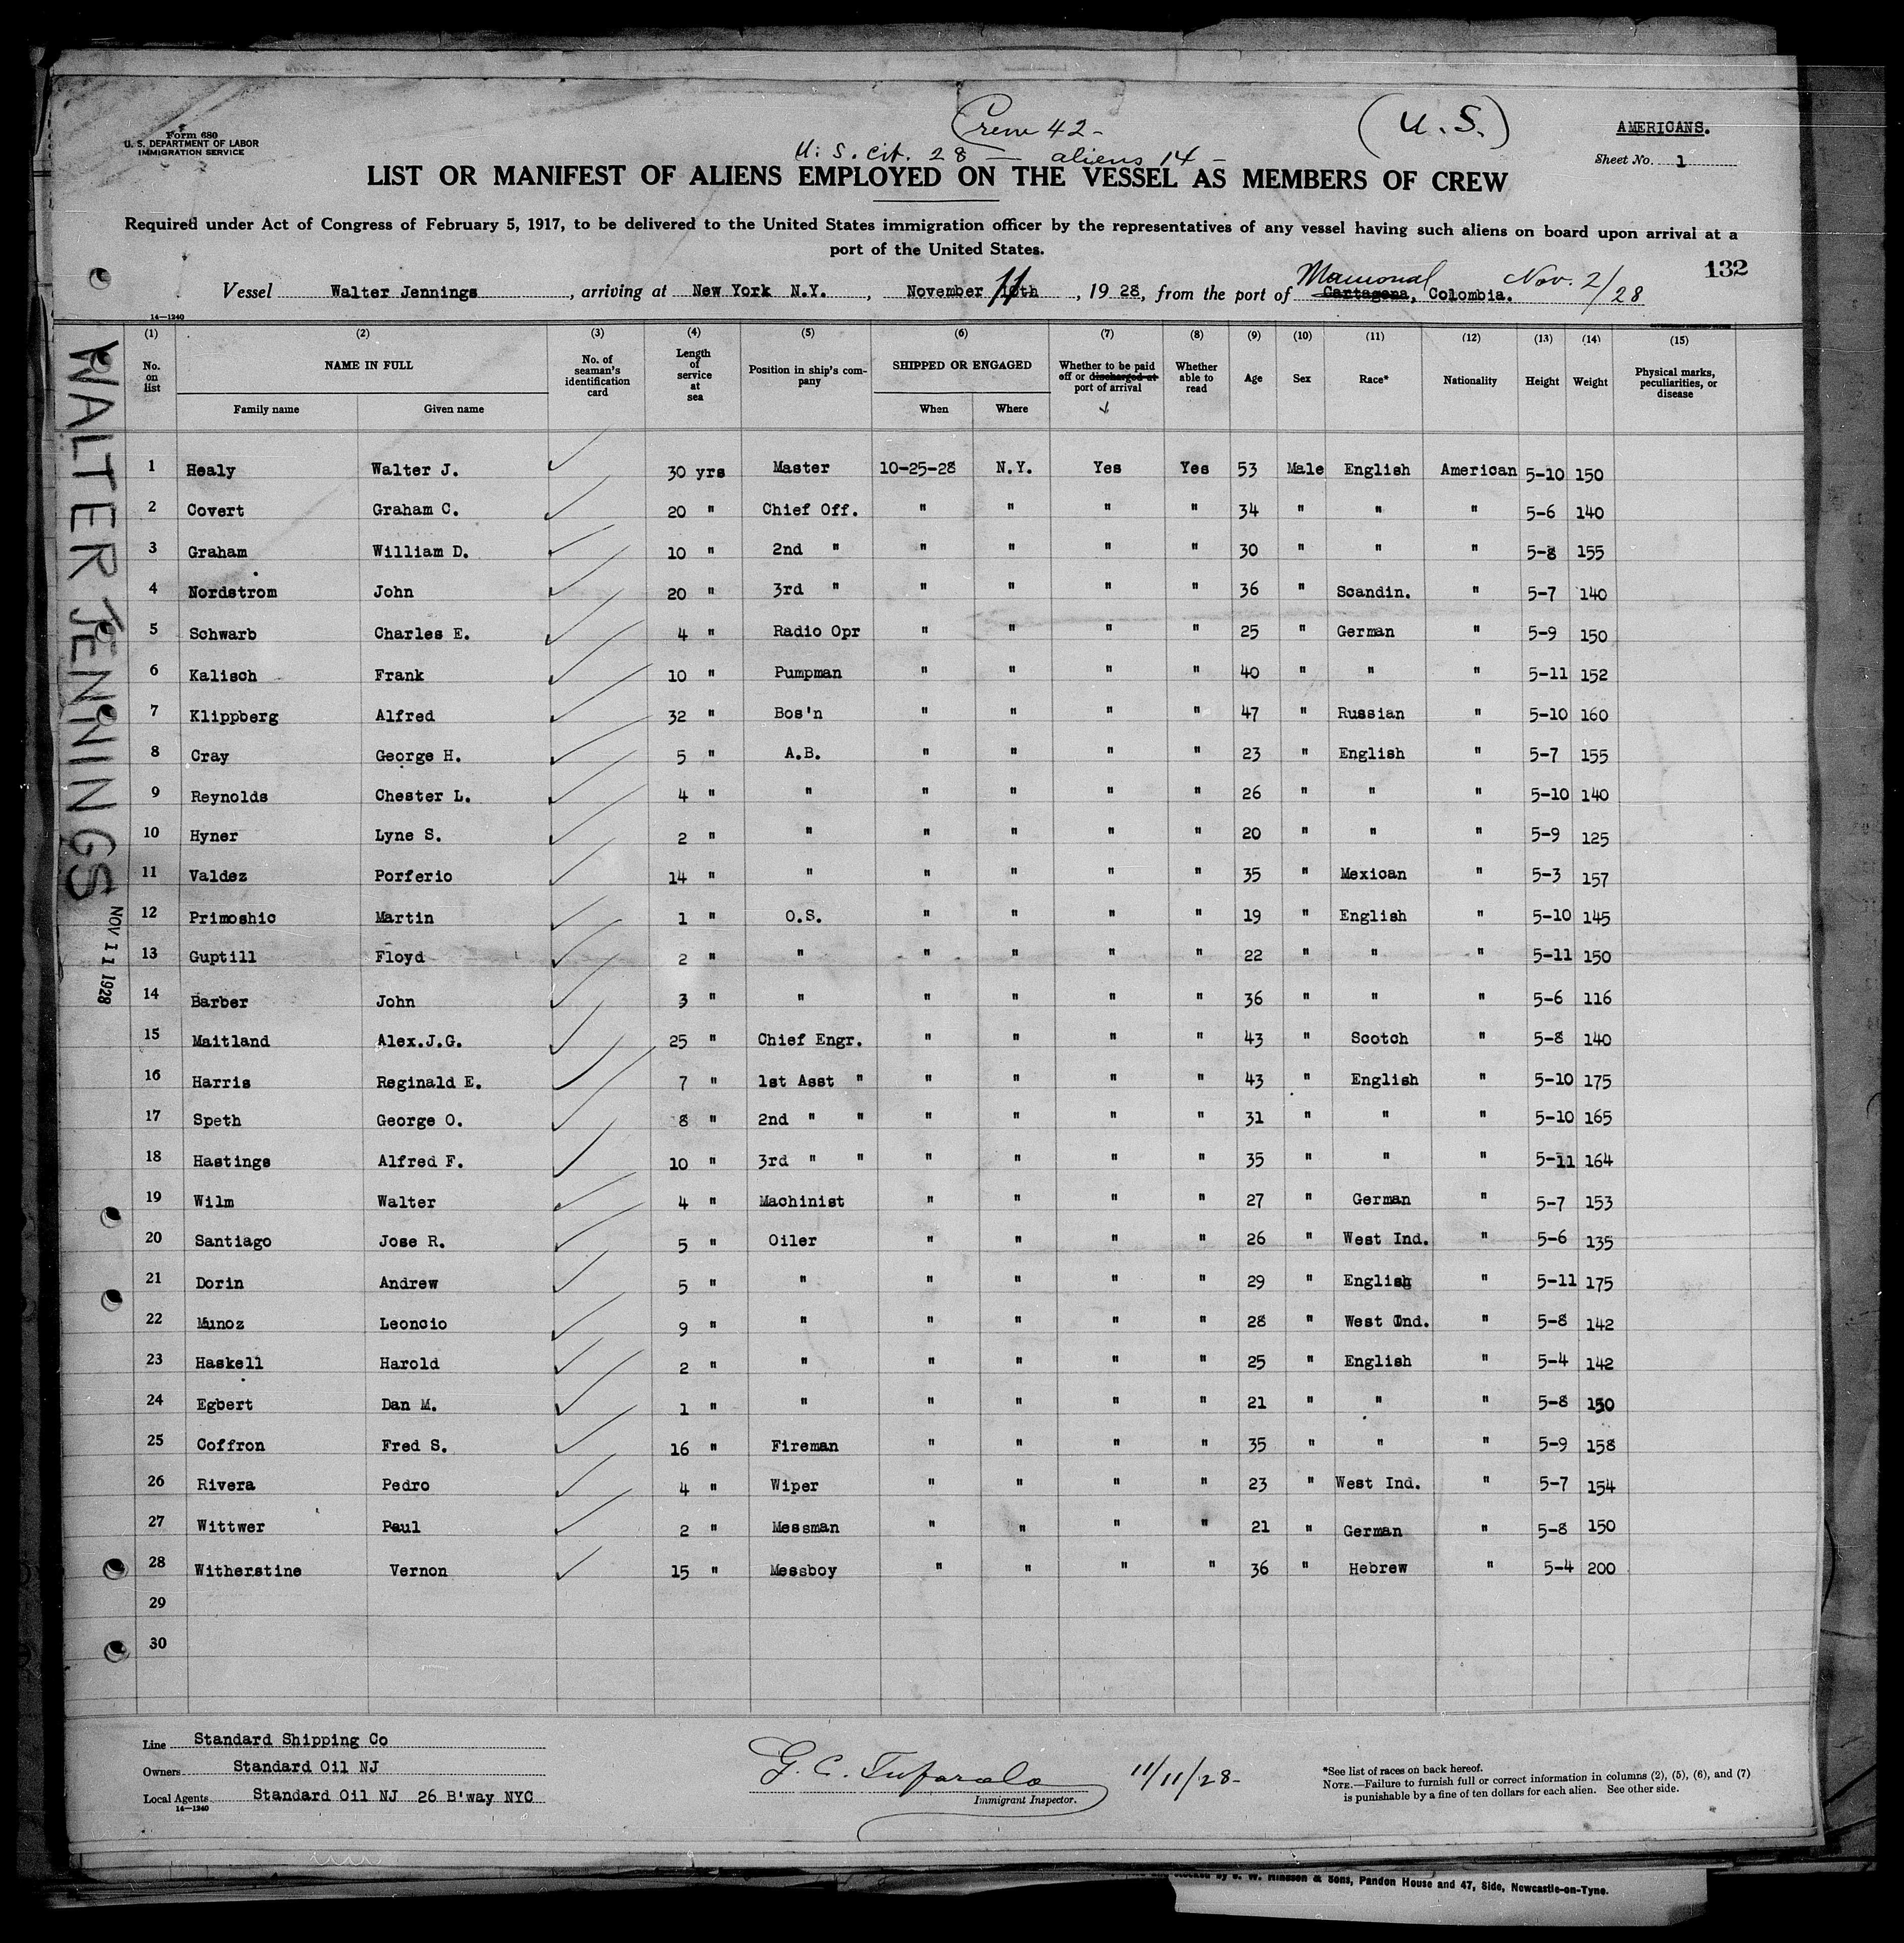 Form 680
U. S. DEPARTMENT OF LABOR
IMMIGRATION SERVICE
Crew 42-
U. S. cit. 28 — aliens 14 -
(U. S.)
AMERICANS.
Sheet No. 1
LIST OR MANIFEST OF ALIENS EMPLOYED ON THE VESSEL AS MEMBERS OF CREW
Required under Act of Congress of February 5, 1917, to be delivered to the United States immigration officer by the representatives of any vessel having such aliens on board upon arrival at a
port of the United States.
132
Vessel Walter Jennings, arriving at New York N.Y., November 11 10th, 1928, from the port of Mamonal Cartagena, Colombia. Nov. 2/28
14—1240
(1) (2) (3) (4) (5) (6) (7) (8) (9) (10) (11) (12) (13) (14) (15)
No. on list NAME IN FULL Family name Given name No. of seaman's identification card Length of service at sea Position in ship's company SHIPPED OR ENGAGED When Where Whether to be paid off or discharged at port of arrival Whether able to read Age Sex Race* Nationality Height Weight Physical marks, peculiarities, or disease
1 Healy Walter J. 30 yrs Master 10-25-28 N.Y. Yes Yes 53 Male English American 5-10 150
2 Covert Graham C. 20 " Chief Off. " " " " 34 " " " 5-6 140
3 Graham William D. 10 " 2nd " " " " " 30 " " " 5-8 155
4 Nordstrom John 20 " 3rd " " " " " 36 " Scandin. " 5-7 140
5 Schwarb Charles E. 4 " Radio Opr " " " " 25 " German " 5-9 150
6 Kalisch Frank 10 " Pumpman " " " " 40 " " " 5-11 152
7 Klippberg Alfred 32 " Bos'n " " " " 47 " Russian " 5-10 160
8 Cray George H. 5 " A.B. " " " " 23 " English " 5-7 155
9 Reynolds Chester L. 4 " " " " " " 26 " " " 5-10 140
10 Hyner Lyne S. 2 " " " " " " 20 " " " 5-9 125
11 Valdez Porferio 14 " " " " " " 35 " Mexican " 5-3 157
12 Primoshic Martin 1 " O.S. " " " " 19 " English " 5-10 145
13 Guptill Floyd 2 " " " " " " 22 " " " 5-11 150
14 Barber John 3 " " " " " " 36 " " " 5-6 116
15 Maitland Alex.J.G. 25 " Chief Engr. " " " " 43 " Scotch " 5-8 140
16 Harris Reginald E. 7 " 1st Asst " " " " " 43 " English " 5-10 175
17 Speth George O. 8 " 2nd " " " " " " 31 " " " 5-10 165
18 Hastings Alfred F. 10 " 3rd " " " " " " 35 " " " 5-11 164
19 Wilm Walter 4 " Machinist " " " " 27 " German " 5-7 153
20 Santiago Jose R. 5 " Oiler " " " " 26 " West Ind. " 5-6 135
21 Dorin Andrew 5 " " " " " " 29 " English " 5-11 175
22 Munoz Leoncio 9 " " " " " " 28 " West Ind. " 5-8 142
23 Haskell Harold 2 " " " " " " 25 " English " 5-4 142
24 Egbert Dan M. 1 " " " " " " 21 " " " 5-8 150
25 Coffron Fred S. 16 " Fireman " " " " 35 " " " 5-9 158
26 Rivera Pedro 4 " Wiper " " " " 23 " West Ind. " 5-7 154
27 Wittwer Paul 2 " Messman " " " " 21 " German " 5-8 150
28 Witherstine Vernon 15 " Messboy " " " " 36 " Hebrew " 5-4 200
29
30
WALTER JENNINGS
NOV 11 1928
Line Standard Shipping Co
Owners Standard Oil NJ
Local Agents Standard Oil NJ 26 B'way NYC
14—1240
G. C. Tufarolo 11/11/28-
Immigrant Inspector.
*See list of races on back hereof.
NOTE.—Failure to furnish full or correct information in columns (2), (5), (6), and (7)
is punishable by a fine of ten dollars for each alien. See other side.
& Sons, Pandon House and 47, Side, Newcastle-on-Tyne.